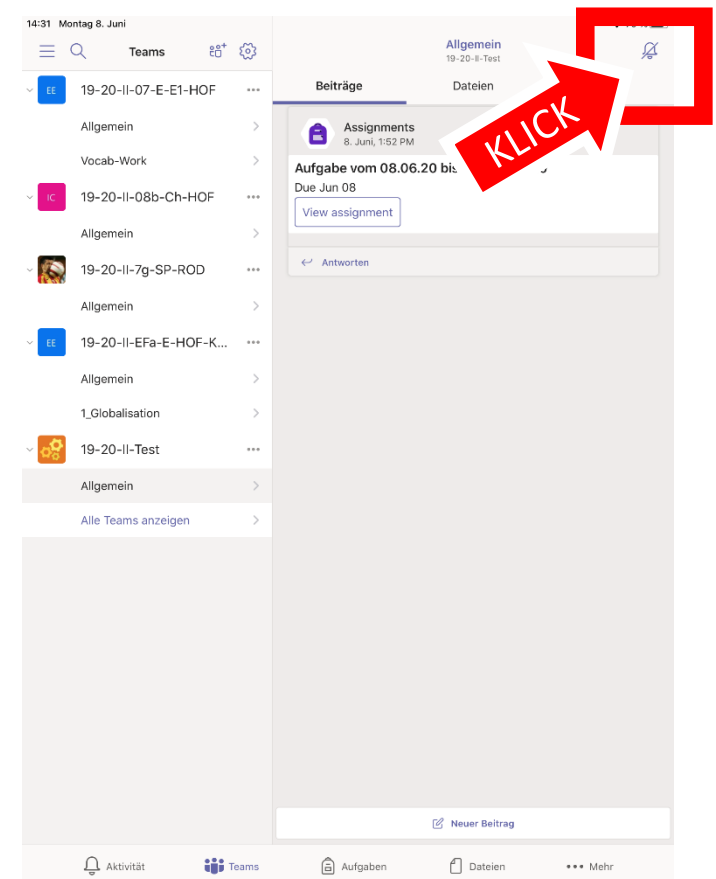 14:31 Montag 8. Juni
Teams
Allgemein
19-20-II-Test
KLICK
Beiträge
Dateien
EE
19-20-II-07-E-E1-HOF
Allgemein
Vocab-Work
IC
19-20-II-08b-Ch-HOF
Allgemein
19-20-II-7g-SP-ROD
Allgemein
EE
19-20-II-EFa-E-HOF-K...
Allgemein
1_Globalisation
19-20-II-Test
Allgemein
Alle Teams anzeigen
Assignments
8. Juni, 1:52 PM
Aufgabe vom 08.06.20
Due Jun 08
View assignment
Antworten
Neuer Beitrag
Aktivität
Teams
Aufgaben
Dateien
Mehr